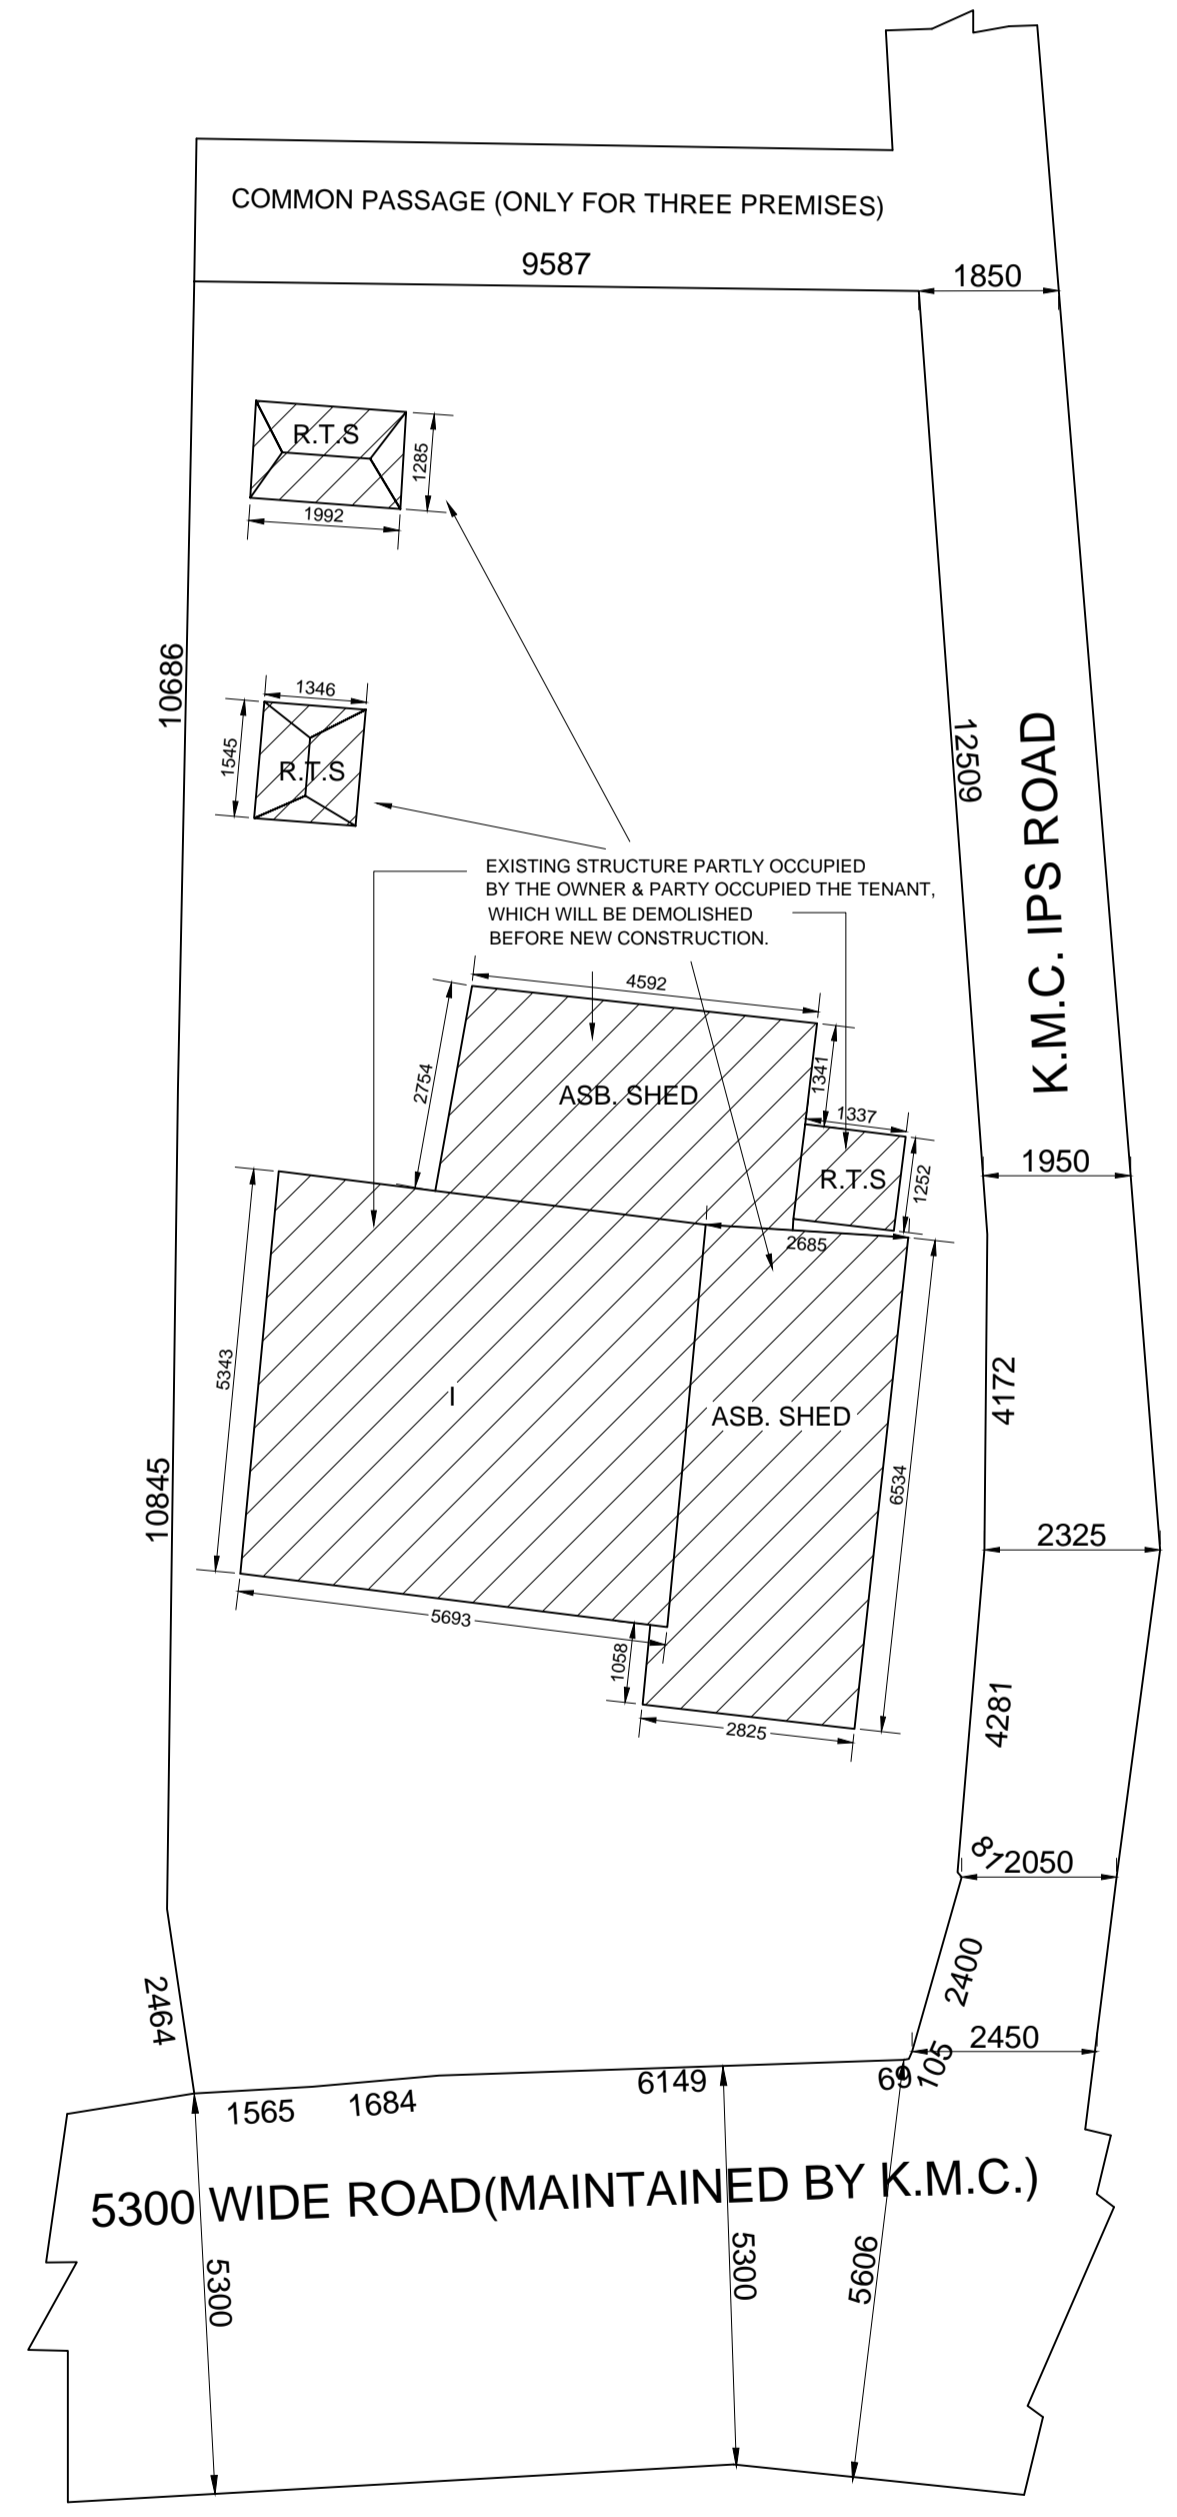 COMMON PASSAGE (ONLY FOR THREE PREMISES)
9587
1850
R.T.S
1285
1992
10686
1346
1545
R.T.S
12509
K.M.C. IPS ROAD
EXISTING STRUCTURE PARTLY OCCUPIED
BY THE OWNER & PARTY OCCUPIED THE TENANT,
WHICH WILL BE DEMOLISHED
BEFORE NEW CONSTRUCTION.
4592
2754
ASB. SHED
1341
1337
R.T.S
1252
1950
2685
5343
I
ASB. SHED
4172
6534
10845
2325
5693
1058
2825
4281
81
2050
2464
2400
2450
105
69
6149
1684
1565
5300 WIDE ROAD(MAINTAINED BY K.M.C.)
5300
5300
5606